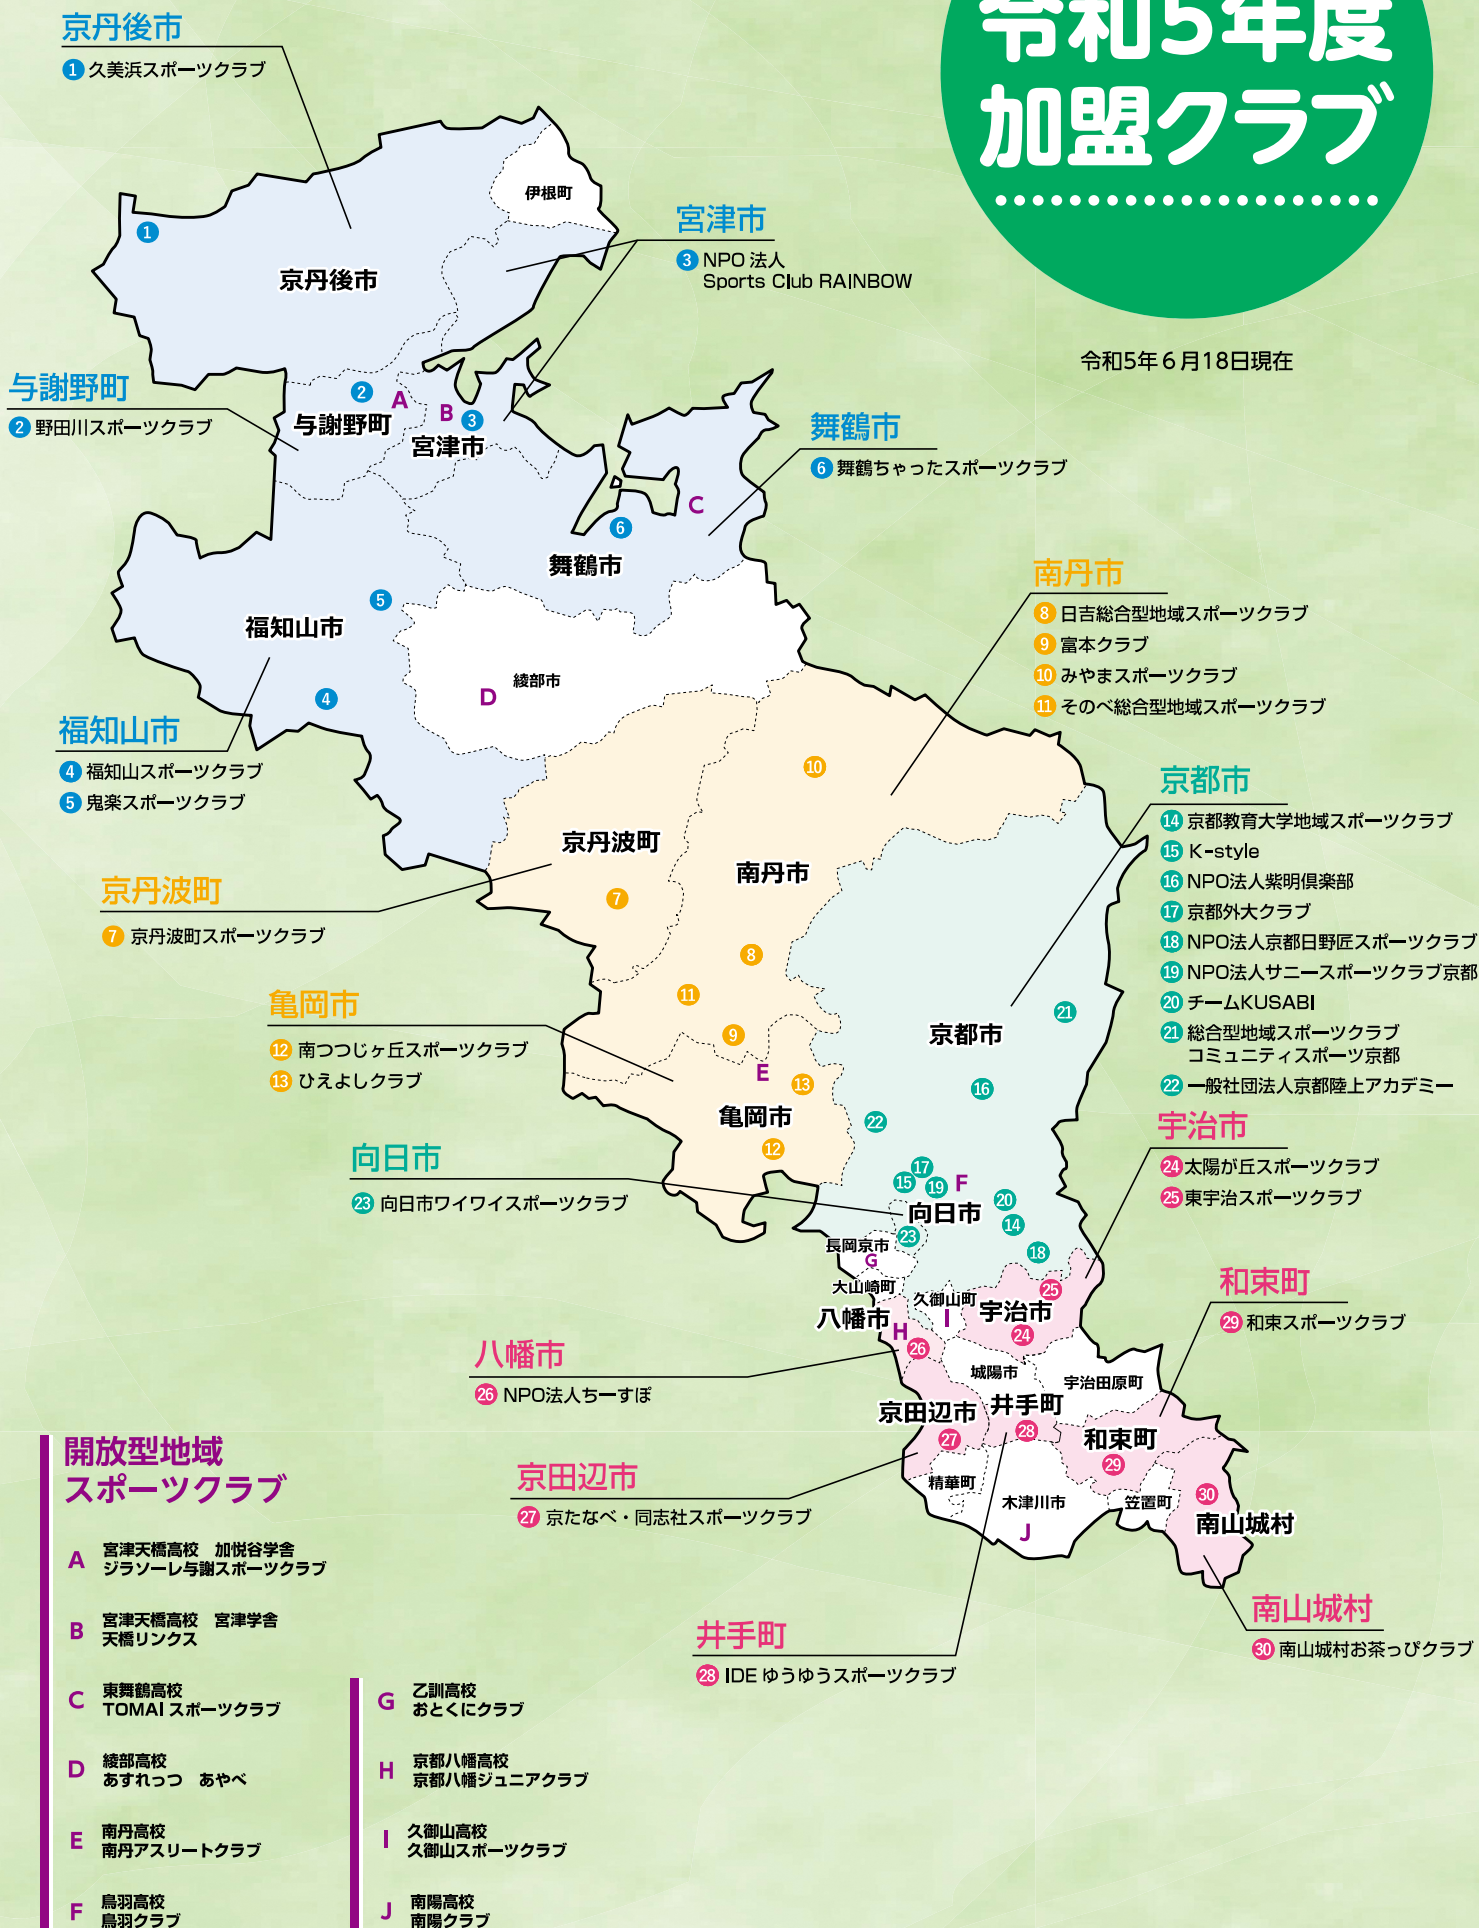 令和5年度
加盟クラブ
令和5年6月18日現在
京丹後市
1 久美浜スポーツクラブ
宮津市
3 NPO 法人
Sports Club RAINBOW
与謝野町
2 野田川スポーツクラブ
舞鶴市
6 舞鶴ちゃったスポーツクラブ
南丹市
8 日吉総合型地域スポーツクラブ
9 富本クラブ
10 みやまスポーツクラブ
11 そのべ総合型地域スポーツクラブ
福知山市
4 福知山スポーツクラブ
5 鬼楽スポーツクラブ
京都市
14 京都教育大学地域スポーツクラブ
15 K-style
16 NPO法人紫明倶楽部
17 京都外大クラブ
18 NPO法人京都日野匠スポーツクラブ
19 NPO法人サニースポーツクラブ京都
20 チームKUSABI
21 総合型地域スポーツクラブ
コミュニティスポーツ京都
22 一般社団法人京都陸上アカデミー
京丹波町
7 京丹波町スポーツクラブ
亀岡市
12 南つつじヶ丘スポーツクラブ
13 ひえよしクラブ
向日市
23 向日市ワイワイスポーツクラブ
宇治市
24 太陽が丘スポーツクラブ
25 東宇治スポーツクラブ
和束町
29 和束スポーツクラブ
八幡市
26 NPO法人ちーすぽ
京田辺市
27 京たなべ・同志社スポーツクラブ
井手町
28 IDE ゆうゆうスポーツクラブ
南山城村
30 南山城村お茶っぴクラブ
伊根町
1
京丹後市
2
A
与謝野町
B
3
宮津市
C
6
舞鶴市
5
福知山市
4
D
綾部市
10
京丹波町
7
南丹市
8
11
9
E
13
亀岡市
12
21
京都市
16
22
17
15
19
F
20
14
18
向日市
23
長岡京市
G
大山崎町
久御山町
I
八幡市
H
26
25
宇治市
24
城陽市
宇治田原町
京田辺市
27
井手町
28
和束町
29
精華町
木津川市
J
笠置町
30
南山城村
開放型地域
スポーツクラブ
A 宮津天橋高校 加悦谷学舎
ジラソーレ与謝スポーツクラブ
B 宮津天橋高校 宮津学舎
天橋リンクス
C 東舞鶴高校
TOMAI スポーツクラブ
D 綾部高校
あすれっつ あやべ
E 南丹高校
南丹アスリートクラブ
F 鳥羽高校
鳥羽クラブ
G 乙訓高校
おとくにクラブ
H 京都八幡高校
京都八幡ジュニアクラブ
I 久御山高校
久御山スポーツクラブ
J 南陽高校
南陽クラブ